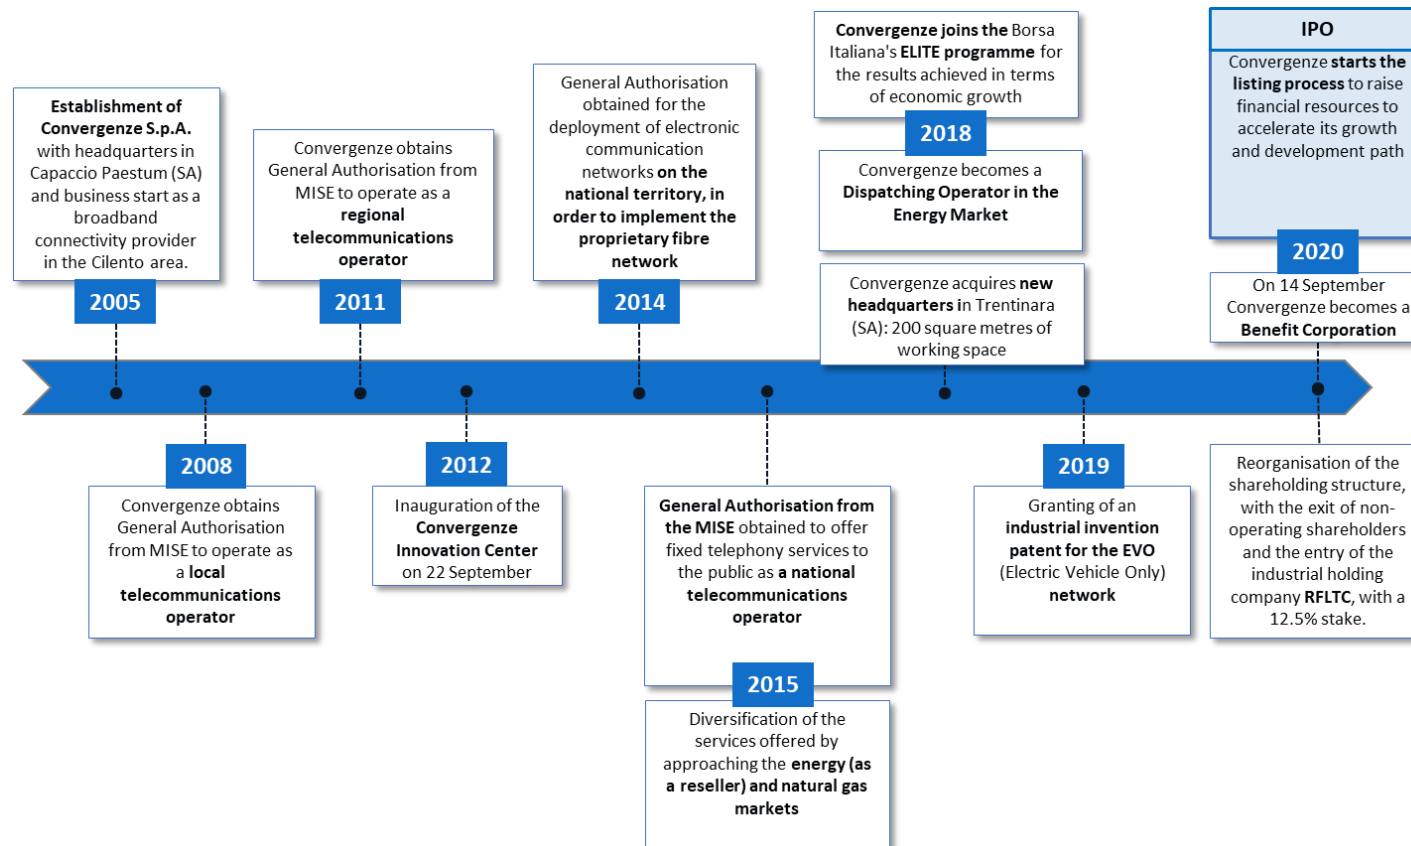 Establishment of
Convergenze S.p.A.
with headquarters in
Capaccio Paestum (SA)
and business start as a
broadband
connectivity provider
in the Cilento area.
2005
Convergenze obtains
General Authorisation
from MISE to operate as
a local
telecommunications
operator
2008
Convergenze obtains
General Authorisation
from MISE to operate as a
regional
telecommunications
operator
2011
2012
Inauguration of the
Convergenze
Innovation Center
on 22 September
General Authorisation
obtained for the
deployment of electronic
communication
networks on the
national territory, in
order to implement the
proprietary fibre
network
2014
General Authorisation from
the MISE obtained to offer
fixed telephony services to
the public as a national
telecommunications
operator
2015
Diversification of the
services offered by
approaching the energy (as
a reseller) and natural gas
markets
Convergenze joins the Borsa
Italiana's ELITE programme for
the results achieved in terms
of economic growth
2018
Convergenze becomes a
Dispatching Operator in the
Energy Market
Convergenze acquires new
headquarters in Trentinara
(SA): 200 square metres of
working space
2019
Granting of an
industrial invention
patent for the EVO
(Electric Vehicle Only)
network
IPO
Convergenze starts the
listing process to raise
financial resources to
accelerate its growth
and development path
2020
On 14 September
Convergenze becomes a
Benefit Corporation
Reorganisation of the
shareholding structure,
with the exit of non-
operating shareholders
and the entry of the
industrial holding
company RFLTC, with a
12.5% stake.